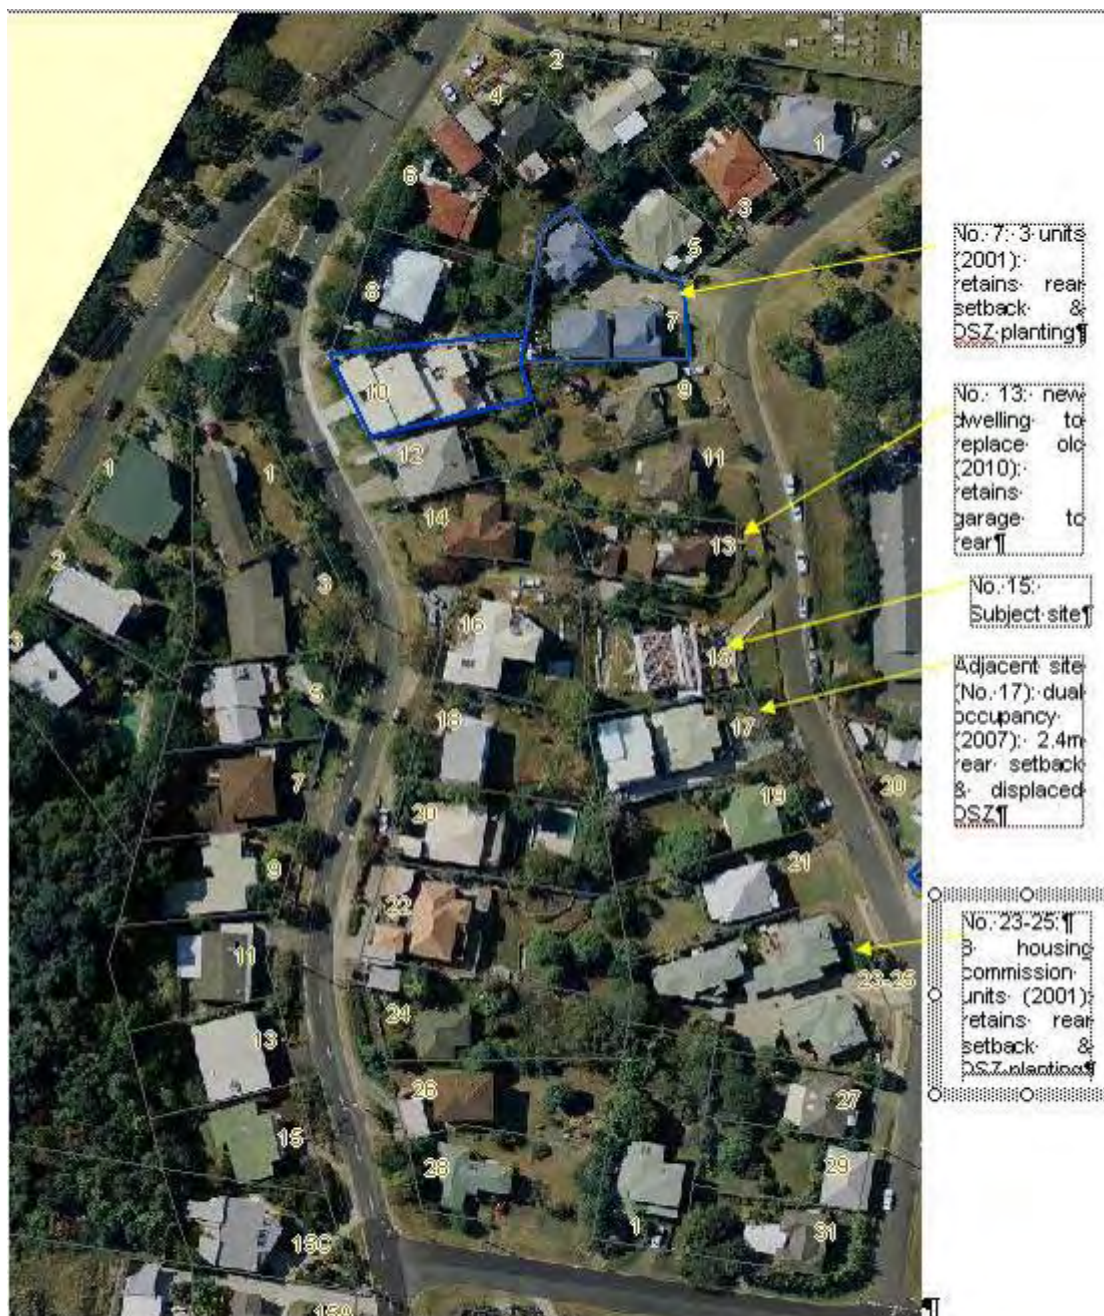 2
4
1
6
3
5
8
7
10
9
12
11
1
1
14
13
2
3
16
15
3
5
18
17
7
20
19
20
9
21
22
11
23-25
24
13
26
27
15
28
29
1
31
15C
15A
No. 7: 3 units
(2001):
retains rear
setback &
DSZ planting¶
No. 13: new
dwelling to
replace old
(2010):
retains
garage to
rear¶
No. 15:
Subject site¶
Adjacent site
(No. 17): dual
occupancy
(2007): 2.4m
rear setback
& displaced
DSZ¶
No. 23-25:¶
housing
commission
units (2001):
retains rear
setback &
DSZ planting¶
¶